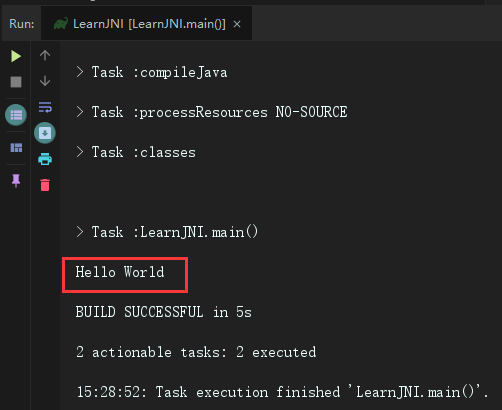 Run: LearnJNI [LearnJNI.main()] ×
> Task :compileJava
> Task :processResources NO-SOURCE
> Task :classes
> Task :LearnJNI.main()
Hello World
BUILD SUCCESSFUL in 5s
2 actionable tasks: 2 executed
15:28:52: Task execution finished 'LearnJNI.main()'.